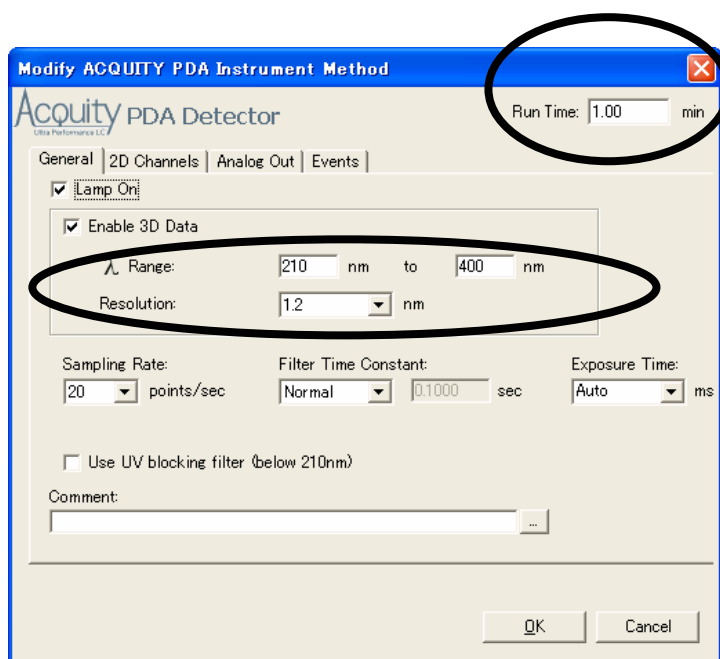 Modify ACQUITY PDA Instrument Method
Acquity PDA Detector
Ultra Performance LC
Run Time: 1.00 min
General 2D Channels Analog Out Events
Lamp On
Enable 3D Data
λ Range: 210 nm to 400 nm
Resolution: 1.2 nm
Sampling Rate: Filter Time Constant: Exposure Time:
20 points/sec Normal 0.1000 sec Auto ms
Use UV blocking filter (below 210nm)
Comment:
...
OK Cancel